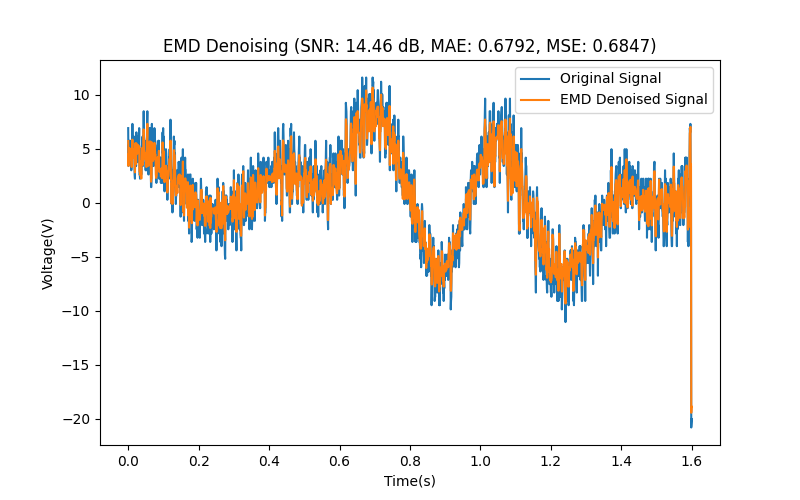 EMD Denoising (SNR: 14.46 dB, MAE: 0.6792, MSE: 0.6847)
Original Signal
EMD Denoised Signal
10
5
0
−5
−10
−15
−20
Voltage(V)
0.0 0.2 0.4 0.6 0.8 1.0 1.2 1.4 1.6
Time(s)